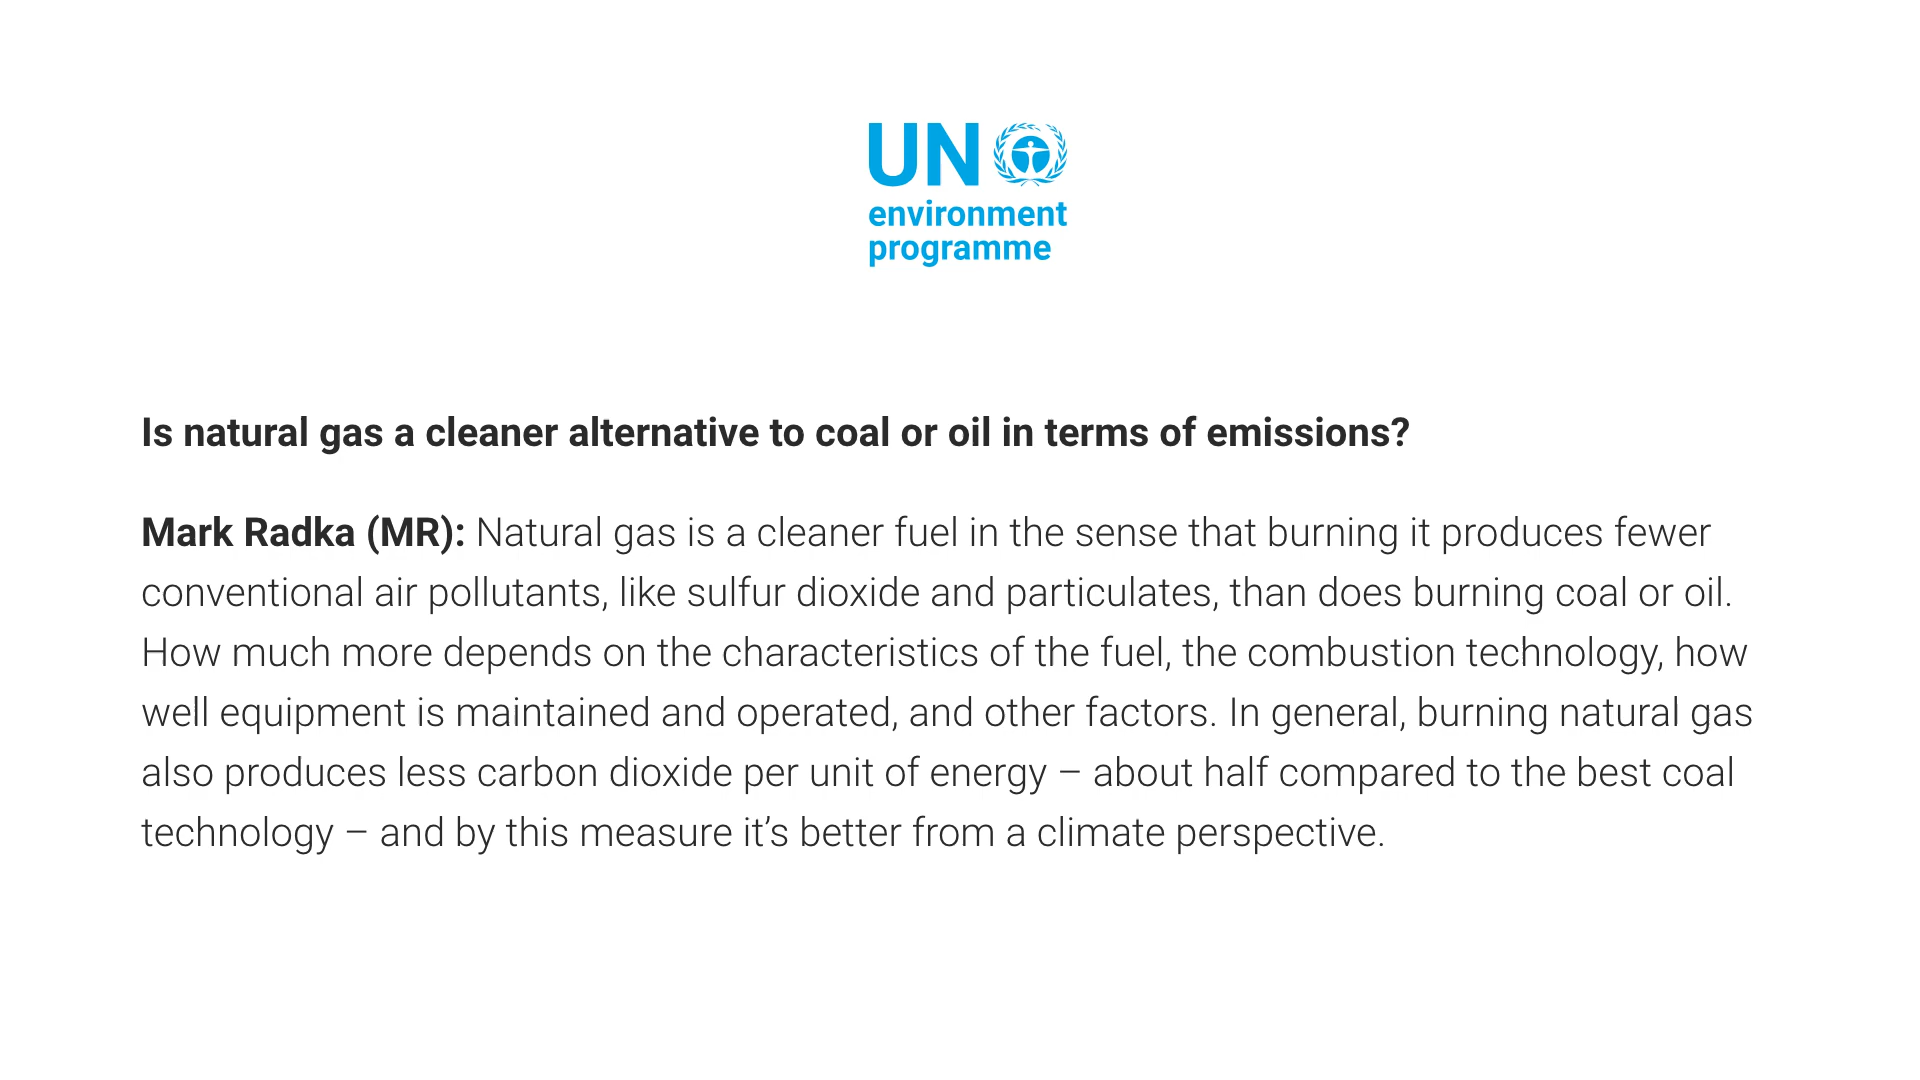 UN
environment
programme
Is natural gas a cleaner alternative to coal or oil in terms of emissions?
Mark Radka (MR): Natural gas is a cleaner fuel in the sense that burning it produces fewer
conventional air pollutants, like sulfur dioxide and particulates, than does burning coal or oil.
How much more depends on the characteristics of the fuel, the combustion technology, how
well equipment is maintained and operated, and other factors. In general, burning natural gas
also produces less carbon dioxide per unit of energy – about half compared to the best coal
technology – and by this measure it’s better from a climate perspective.